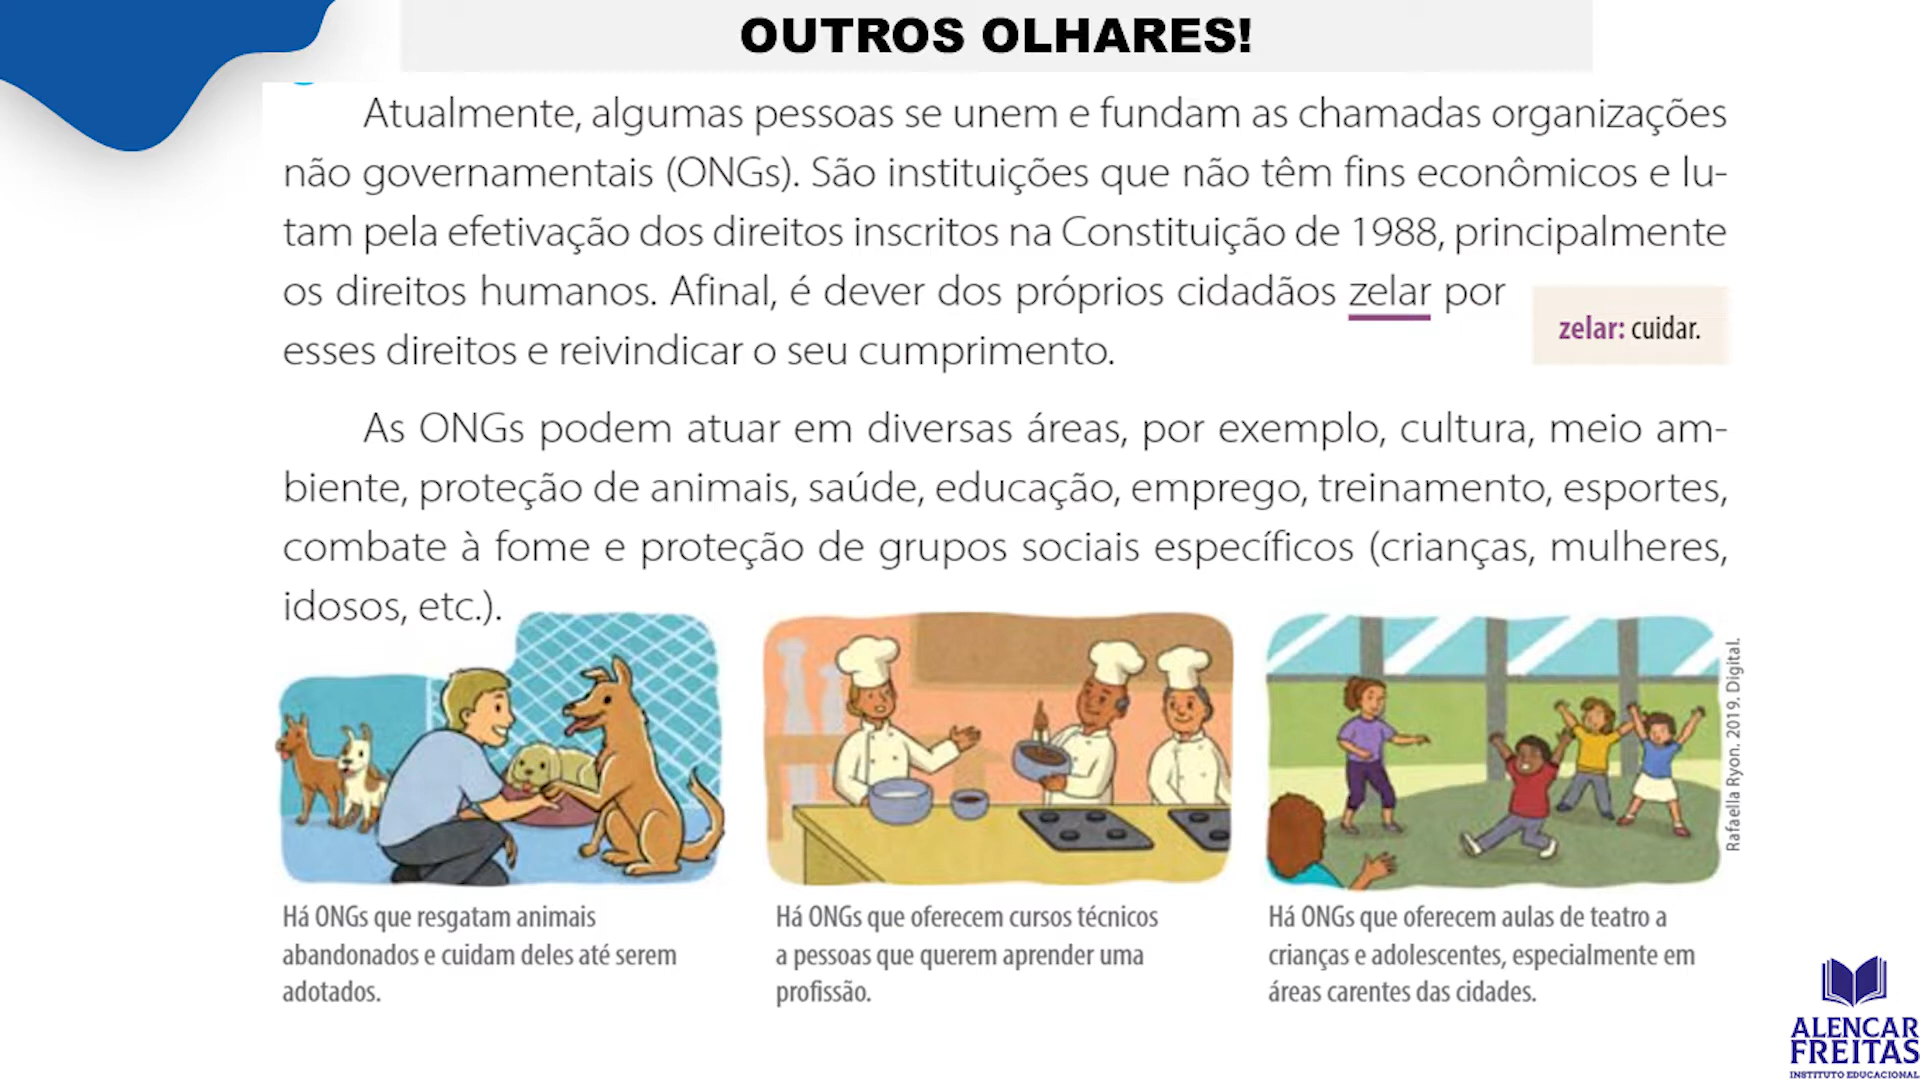 OUTROS OLHARES!
Atualmente, algumas pessoas se unem e fundam as chamadas organizações
não governamentais (ONGs). São instituições que não têm fins econômicos e lu-
tam pela efetivação dos direitos inscritos na Constituição de 1988, principalmente
os direitos humanos. Afinal, é dever dos próprios cidadãos zelar por
esses direitos e reivindicar o seu cumprimento.
zelar: cuidar.
As ONGs podem atuar em diversas áreas, por exemplo, cultura, meio am-
biente, proteção de animais, saúde, educação, emprego, treinamento, esportes,
combate à fome e proteção de grupos sociais específicos (crianças, mulheres,
idosos, etc.).
Há ONGs que resgatam animais
abandonados e cuidam deles até serem
adotados.
Há ONGs que oferecem cursos técnicos
a pessoas que querem aprender uma
profissão.
Há ONGs que oferecem aulas de teatro a
crianças e adolescentes, especialmente em
áreas carentes das cidades.
Rafaella Ryon. 2019. Digital.
ALENCAR
FREITAS
INSTITUTO EDUCACIONAL